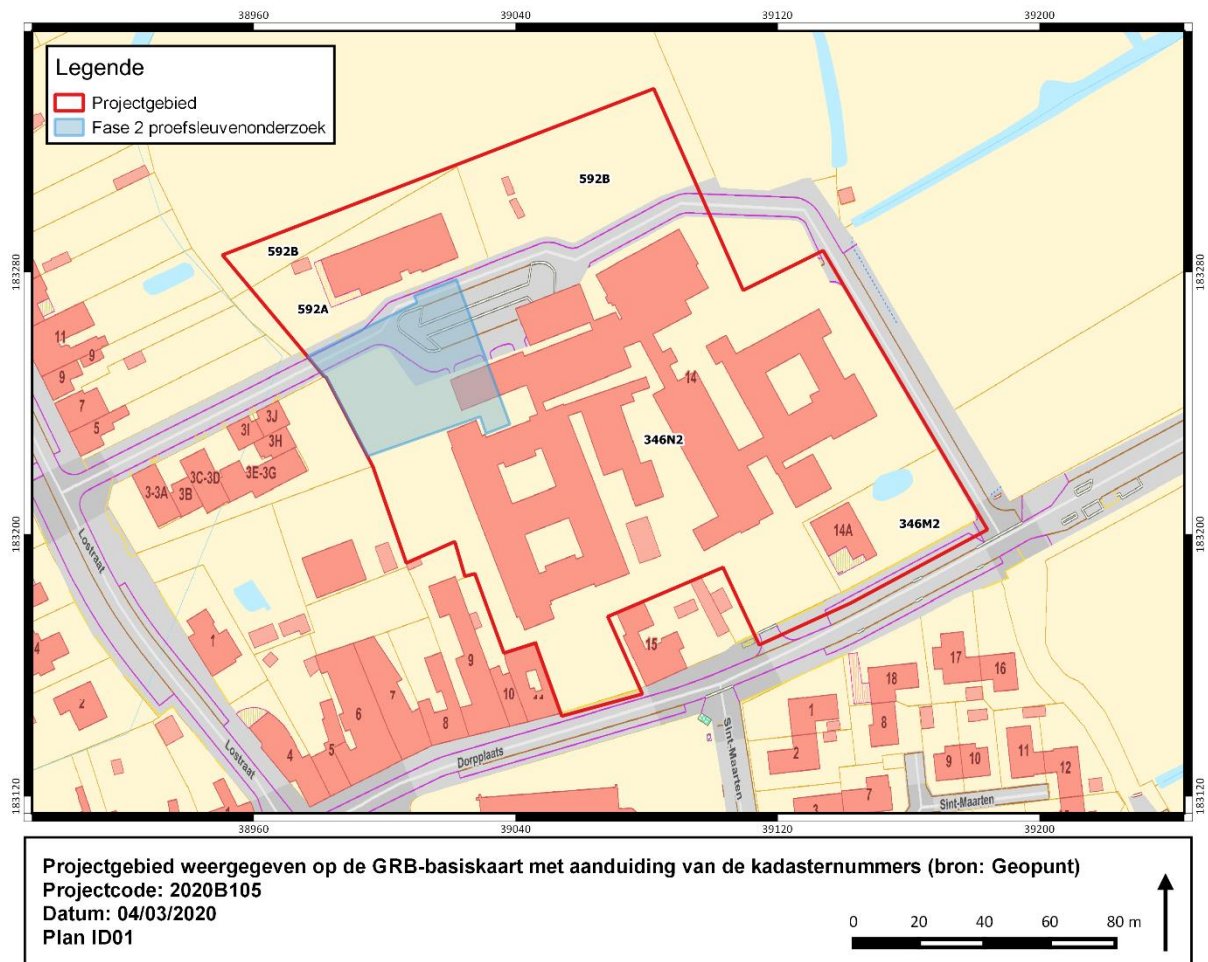 38960 39040 39120 39200
Legende
Projectgebied
Fase 2 proefsleuvenonderzoek
592B
592B
592A
183280 183280
11
9
9
7
5
3I
3J
3H
3C-3D
3E-3G
3-3A
3B
14
346N2
346M2
14A
183200 183200
Lostraat
1
15
4
2
9
10
7
6
8
5
4
Lostraat
Dorpplaats
Sint-Maarten
17
16
18
1
8
2
11
9
10
12
7
3
Sint-Maarten
183120 183120
38960 39040 39120 39200
Projectgebied weergegeven op de GRB-basiskaart met aanduiding van de kadasternummers (bron: Geopunt)
Projectcode: 2020B105
Datum: 04/03/2020
Plan ID01
0 20 40 60 80 m